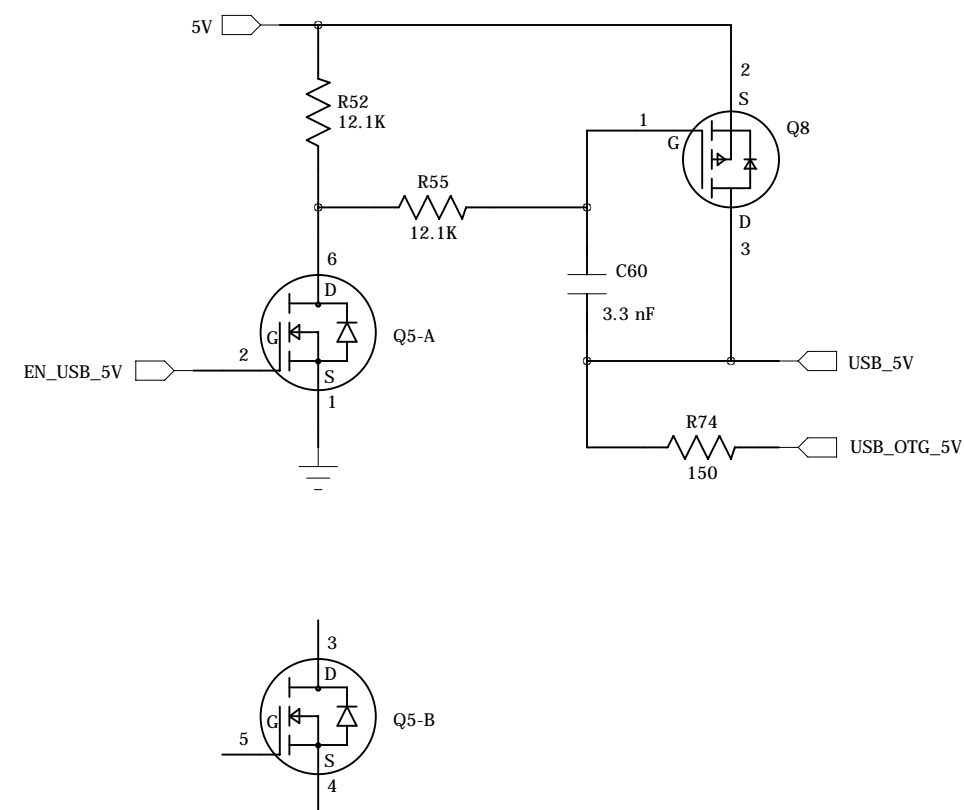 5V
2
S
R52
12.1K
1
G
Q8
R55
12.1K
D
3
6
D
C60
3.3 nF
G
Q5-A
2
EN_USB_5V
S
1
USB_5V
R74
150
USB_OTG_5V
3
D
G
Q5-B
5
S
4